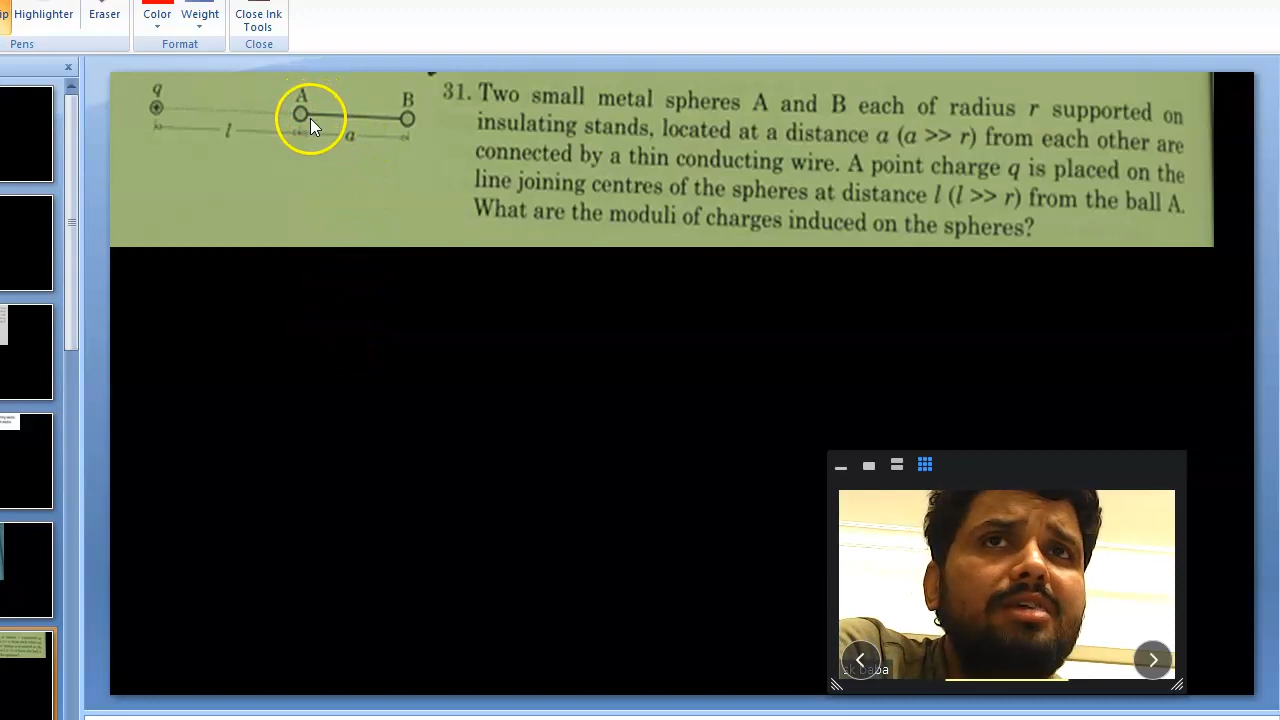 Highlighter
Eraser
Color
Weight
Close Ink
Tools
Pens
Format
Close
q
A
B
l
a
31. Two small metal spheres A and B each of radius r supported on
insulating stands, located at a distance a (a >> r) from each other are
connected by a thin conducting wire. A point charge q is placed on the
line joining centres of the spheres at distance l (l >> r) from the ball A.
What are the moduli of charges induced on the spheres?
sk baba